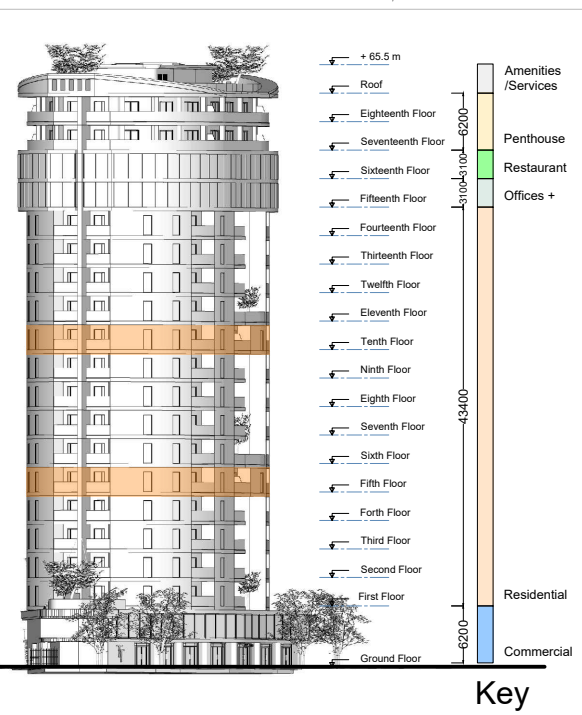 + 65.5 m
Roof
Eighteenth Floor
Seventeenth Floor
Sixteenth Floor
Fifteenth Floor
Fourteenth Floor
Thirteenth Floor
Twelfth Floor
Eleventh Floor
Tenth Floor
Ninth Floor
Eighth Floor
Seventh Floor
Sixth Floor
Fifth Floor
Forth Floor
Third Floor
Second Floor
First Floor
Ground Floor
6200
3100
3100
43400
6200
Amenities
/Services
Penthouse
Restaurant
Offices +
Residential
Commercial
Key